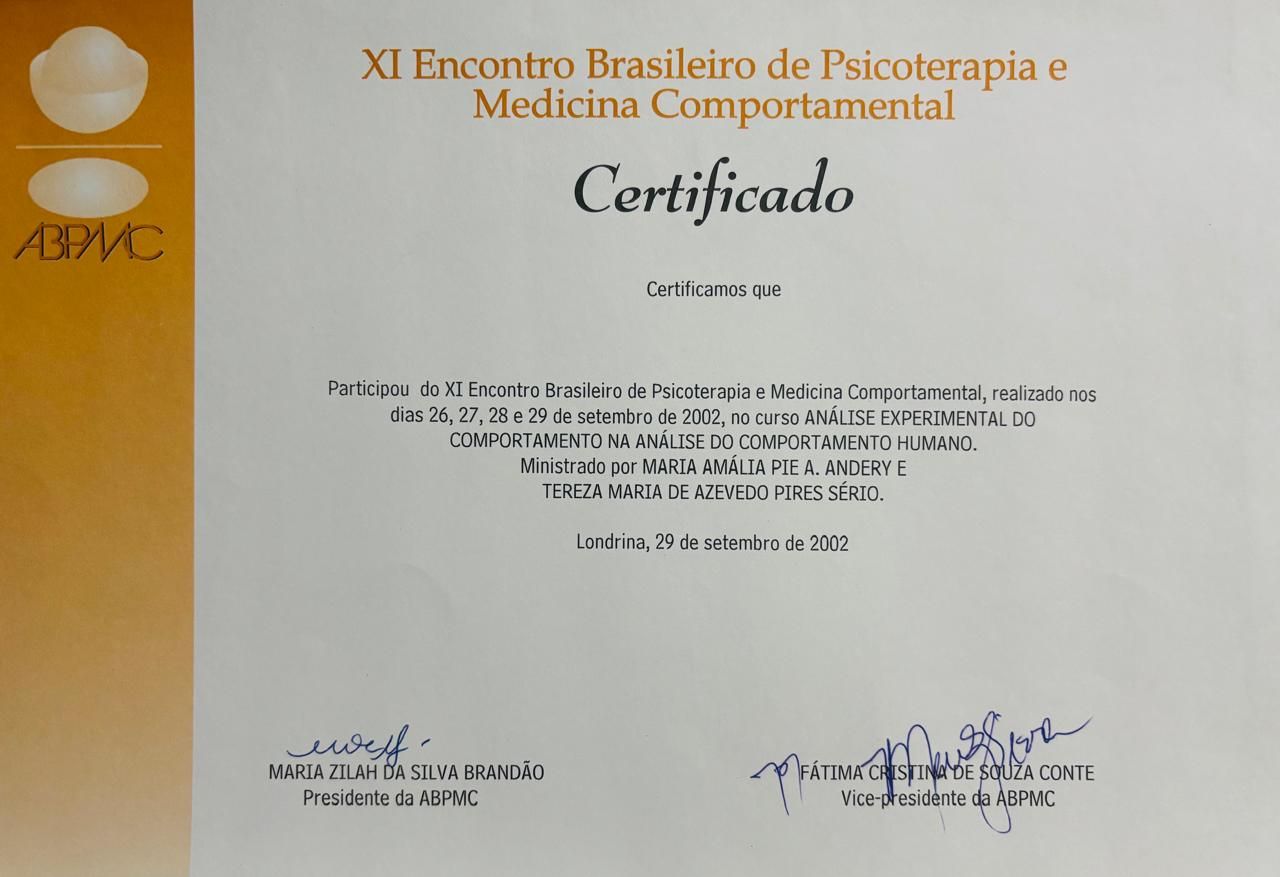 XI Encontro Brasileiro de Psicoterapia e
Medicina Comportamental
Certificado
ABPMC
Certificamos que
Participou do XI Encontro Brasileiro de Psicoterapia e Medicina Comportamental, realizado nos
dias 26, 27, 28 e 29 de setembro de 2002, no curso ANÁLISE EXPERIMENTAL DO
COMPORTAMENTO NA ANÁLISE DO COMPORTAMENTO HUMANO.
Ministrado por MARIA AMÁLIA PIE A. ANDERY E
TEREZA MARIA DE AZEVEDO PIRES SÉRIO.
Londrina, 29 de setembro de 2002
MARIA ZILAH DA SILVA BRANDÃO
Presidente da ABPMC
FÁTIMA CRISTINA DE SOUZA CONTE
Vice-presidente da ABPMC